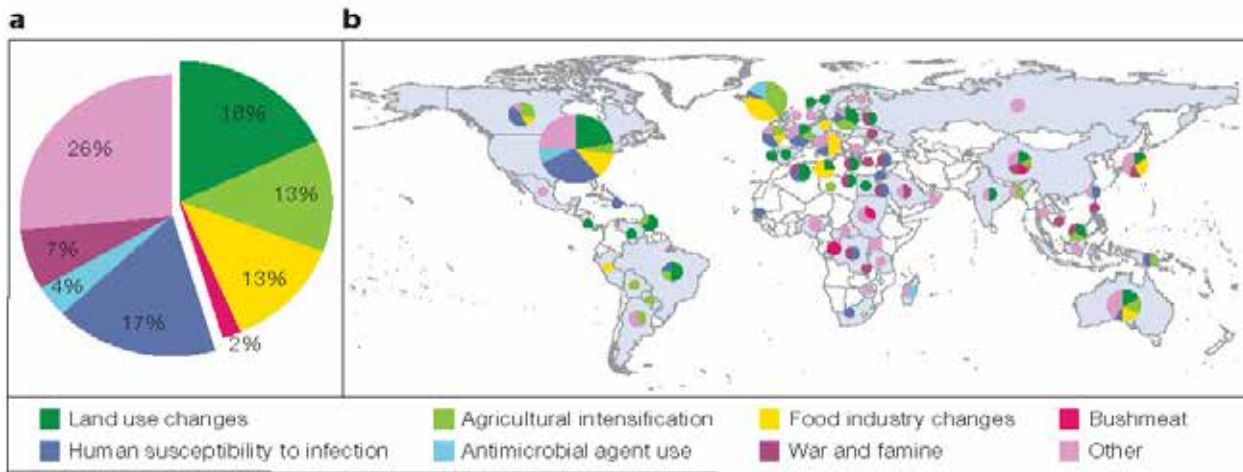 a
b
18%
26%
13%
7%
4%
13%
17%
2%
Land use changes
Agricultural intensification
Food industry changes
Bushmeat
Human susceptibility to infection
Antimicrobial agent use
War and famine
Other